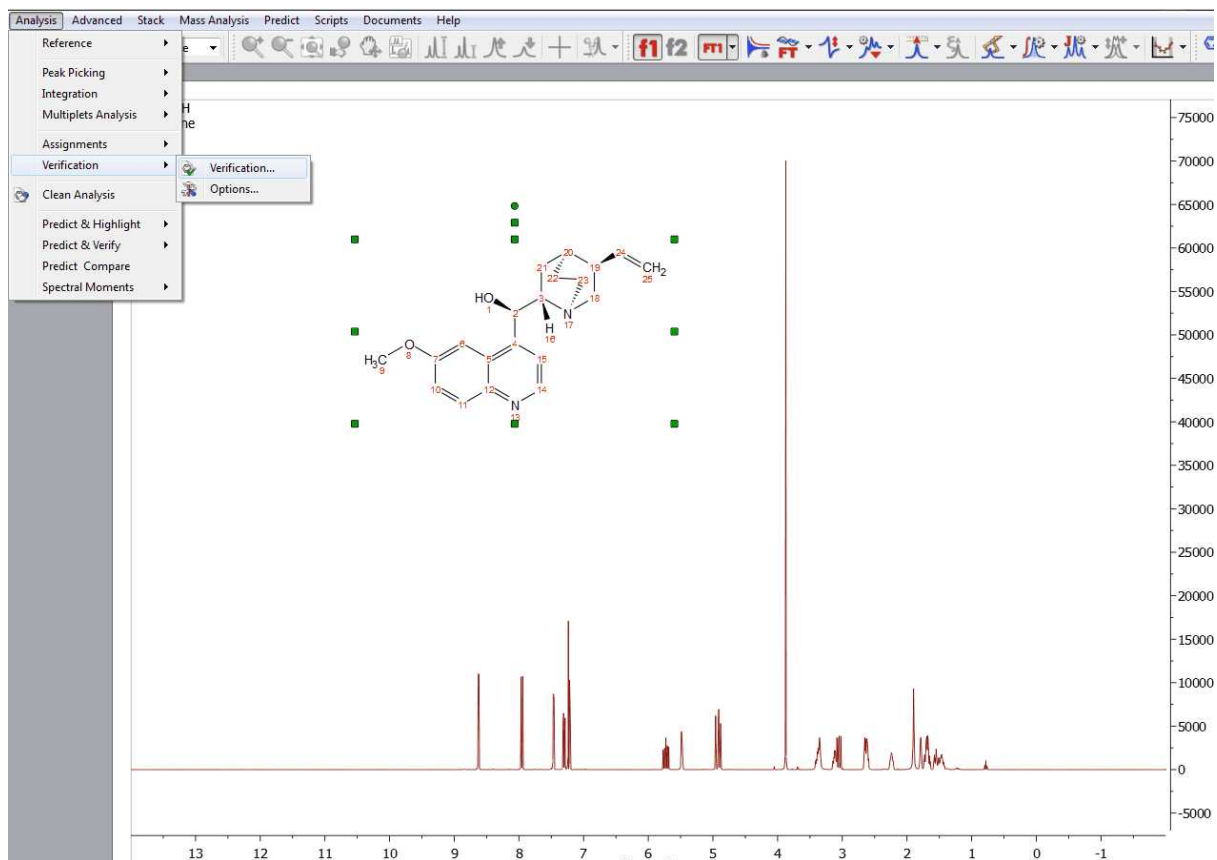 Analysis Advanced Stack Mass Analysis Predict Scripts Documents Help
Reference
Peak Picking
Integration
Multiplets Analysis
Assignments
Verification
Clean Analysis
Predict & Highlight
Predict & Verify
Predict Compare
Spectral Moments
Verification...
Options...
e
f1 f2 FT1 FT
H
ne
HO
1
2
3
4
5
6
7
8
9
10
11
12
13
14
15
16
17
18
19
20
21
22
23
24
25
CH2
H3C
O
N
N
H
75000
70000
65000
60000
55000
50000
45000
40000
35000
30000
25000
20000
15000
10000
5000
0
-5000
13 12 11 10 9 8 7 6 5 4 3 2 1 0 -1